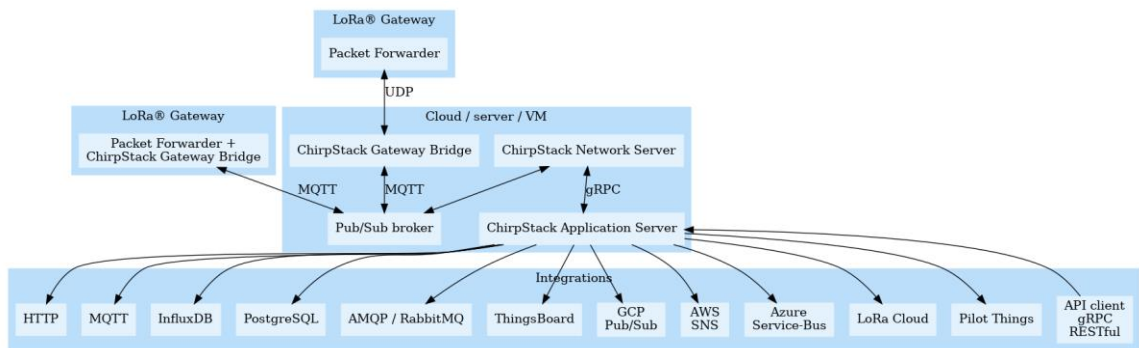 LoRa® Gateway
Packet Forwarder
UDP
LoRa® Gateway
Packet Forwarder +
ChirpStack Gateway Bridge
Cloud / server / VM
ChirpStack Gateway Bridge
ChirpStack Network Server
MQTT
MQTT
gRPC
Pub/Sub broker
ChirpStack Application Server
Integrations
HTTP
MQTT
InfluxDB
PostgreSQL
AMQP / RabbitMQ
ThingsBoard
GCP
Pub/Sub
AWS
SNS
Azure
Service-Bus
LoRa Cloud
Pilot Things
API client
gRPC
RESTful